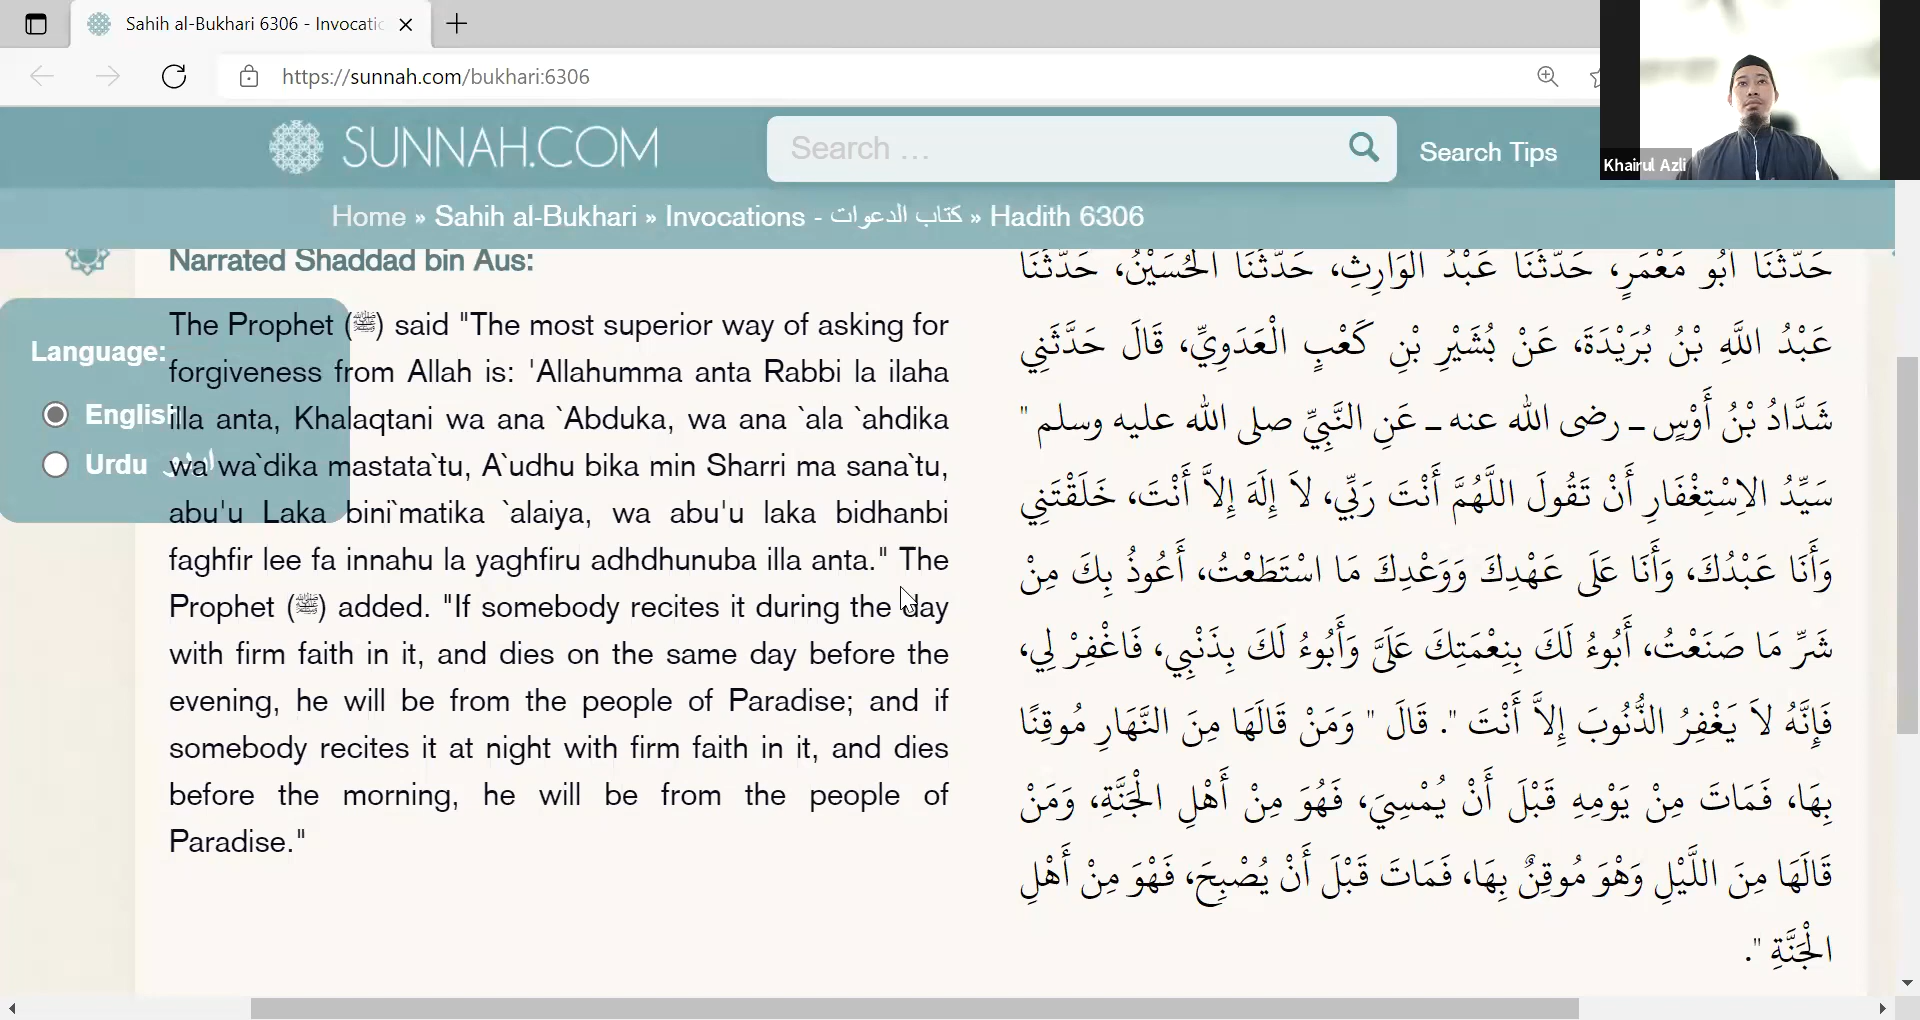 Sahih al-Bukhari 6306 - Invocatic
https://sunnah.com/bukhari:6306
SUNNAH.COM
Search ...
Search Tips
Khairul Azli
Home » Sahih al-Bukhari » Invocations - كتاب الدعوات » Hadith 6306
Language:
English
Urdu اردو
Narrated Shaddad bin Aus:
The Prophet (ﷺ) said "The most superior way of asking for
forgiveness from Allah is: 'Allahumma anta Rabbi la ilaha
illa anta, Khalaqtani wa ana `Abduka, wa ana `ala `ahdika
wa wa`dika mastata`tu, A`udhu bika min Sharri ma sana`tu,
abu'u Laka bini`matika `alaiya, wa abu'u laka bidhanbi
faghfir lee fa innahu la yaghfiru adhdhunuba illa anta." The
Prophet (ﷺ) added. "If somebody recites it during the day
with firm faith in it, and dies on the same day before the
evening, he will be from the people of Paradise; and if
somebody recites it at night with firm faith in it, and dies
before the morning, he will be from the people of
Paradise."
حَدَّثَنَا أَبُو مَعْمَرٍ، حَدَّثَنَا عَبْدُ الْوَارِثِ، حَدَّثَنَا الْحُسَيْنُ، حَدَّثَنَا
عَبْدُ اللَّهِ بْنُ بُرَيْدَةَ، عَنْ بُشَيْرِ بْنِ كَعْبٍ الْعَدَوِيِّ، قَالَ حَدَّثَنِي
شَدَّادُ بْنُ أَوْسٍ ـ رضى الله عنه ـ عَنِ النَّبِيِّ صلى الله عليه وسلم "
سَيِّدُ الاِسْتِغْفَارِ أَنْ تَقُولَ اللَّهُمَّ أَنْتَ رَبِّي، لاَ إِلَهَ إِلاَّ أَنْتَ، خَلَقْتَنِي
وَأَنَا عَبْدُكَ، وَأَنَا عَلَى عَهْدِكَ وَوَعْدِكَ مَا اسْتَطَعْتُ، أَعُوذُ بِكَ مِنْ
شَرِّ مَا صَنَعْتُ، أَبُوءُ لَكَ بِنِعْمَتِكَ عَلَىَّ وَأَبُوءُ لَكَ بِذَنْبِي، فَاغْفِرْ لِي،
فَإِنَّهُ لاَ يَغْفِرُ الذُّنُوبَ إِلاَّ أَنْتَ ". قَالَ " وَمَنْ قَالَهَا مِنَ النَّهَارِ مُوقِنًا
بِهَا، فَمَاتَ مِنْ يَوْمِهِ قَبْلَ أَنْ يُمْسِيَ، فَهُوَ مِنْ أَهْلِ الْجَنَّةِ، وَمَنْ
قَالَهَا مِنَ اللَّيْلِ وَهْوَ مُوقِنٌ بِهَا، فَمَاتَ قَبْلَ أَنْ يُصْبِحَ، فَهْوَ مِنْ أَهْلِ
الْجَنَّةِ ".